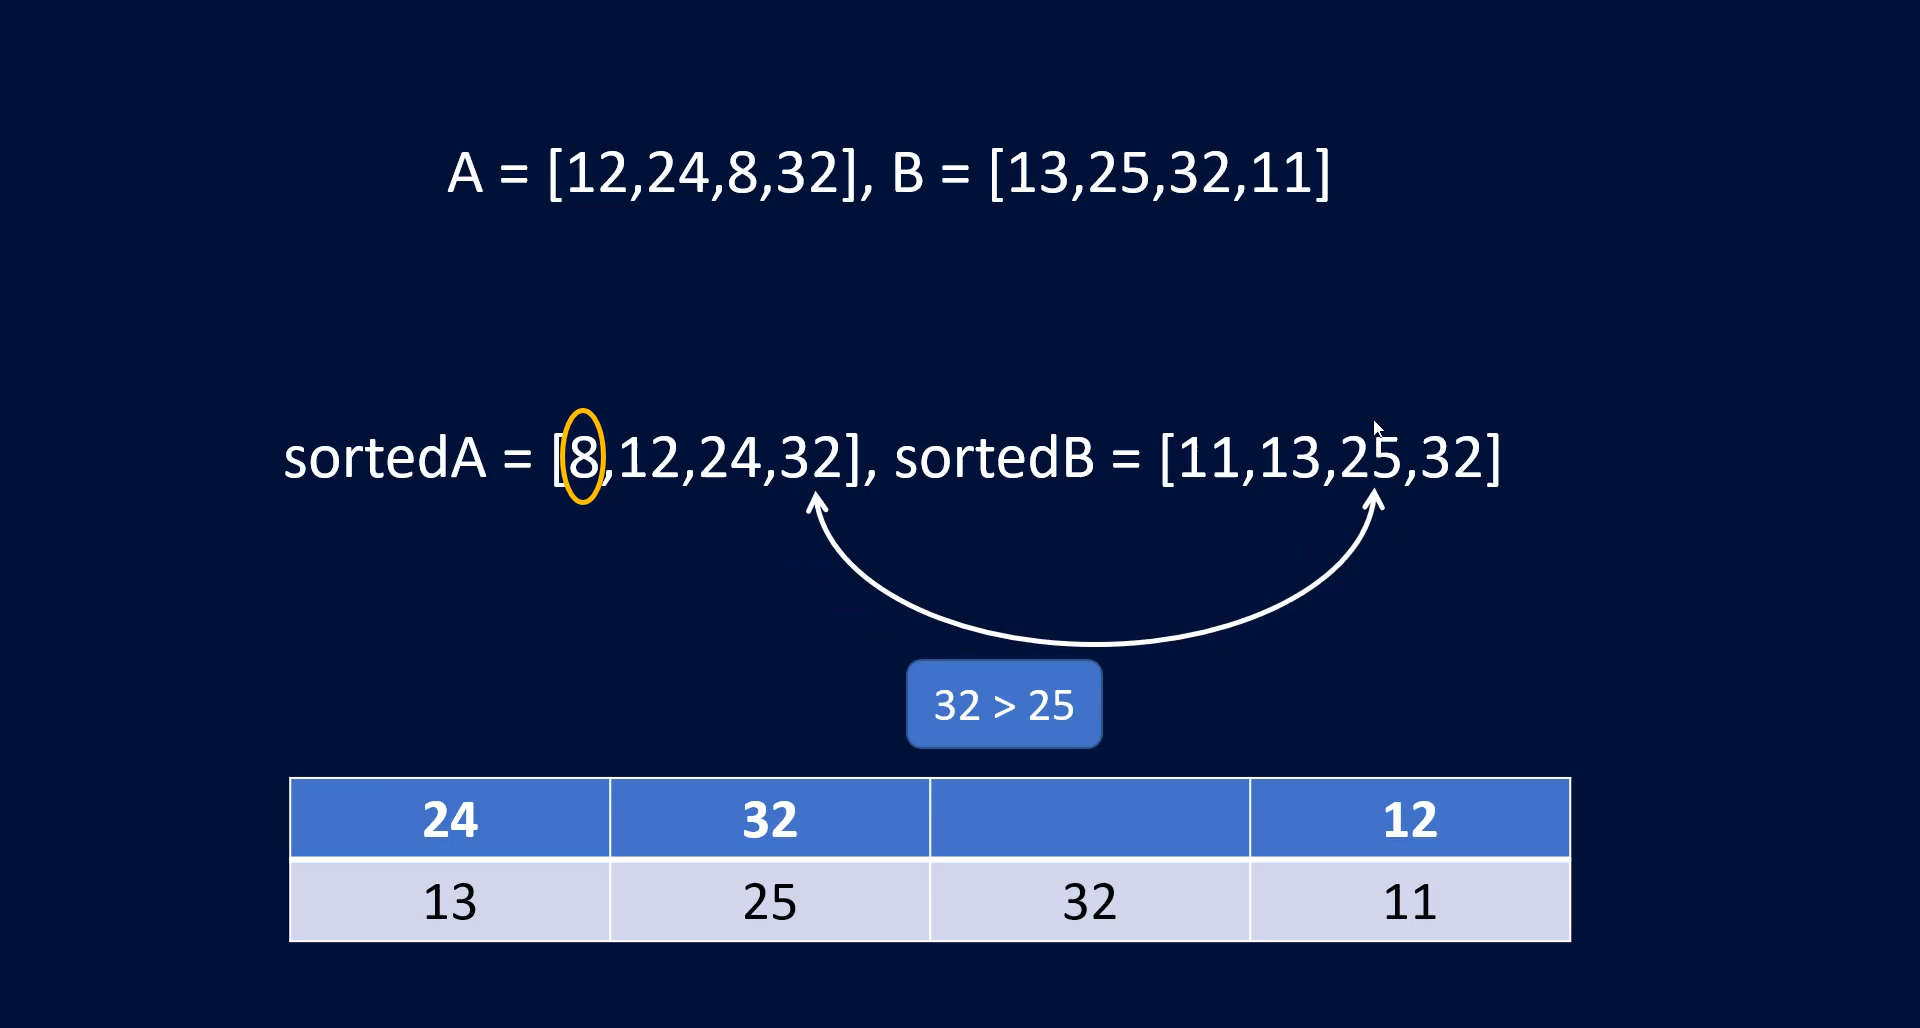 A = [12,24,8,32], B = [13,25,32,11]
sortedA = [8,12,24,32], sortedB = [11,13,25,32]
32 > 25
24 32 12
13 25 32 11